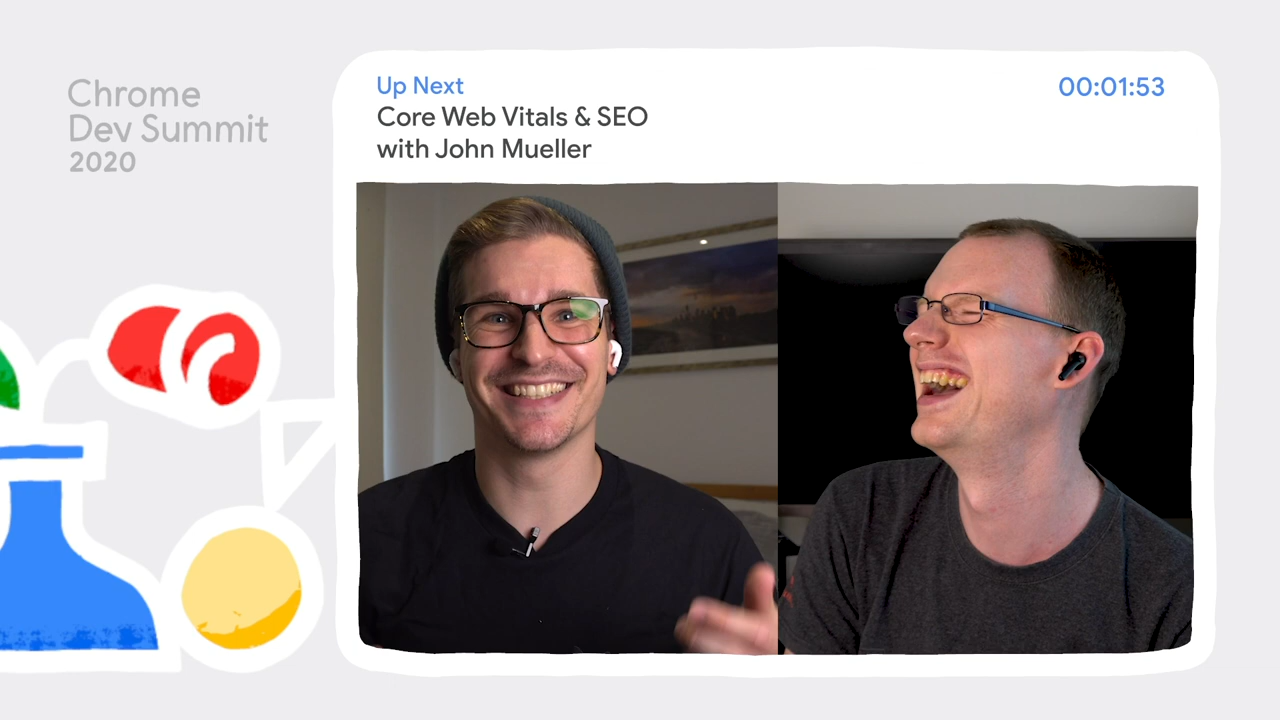 Chrome
Dev Summit
2020
Up Next
Core Web Vitals & SEO
with John Mueller
00:01:53